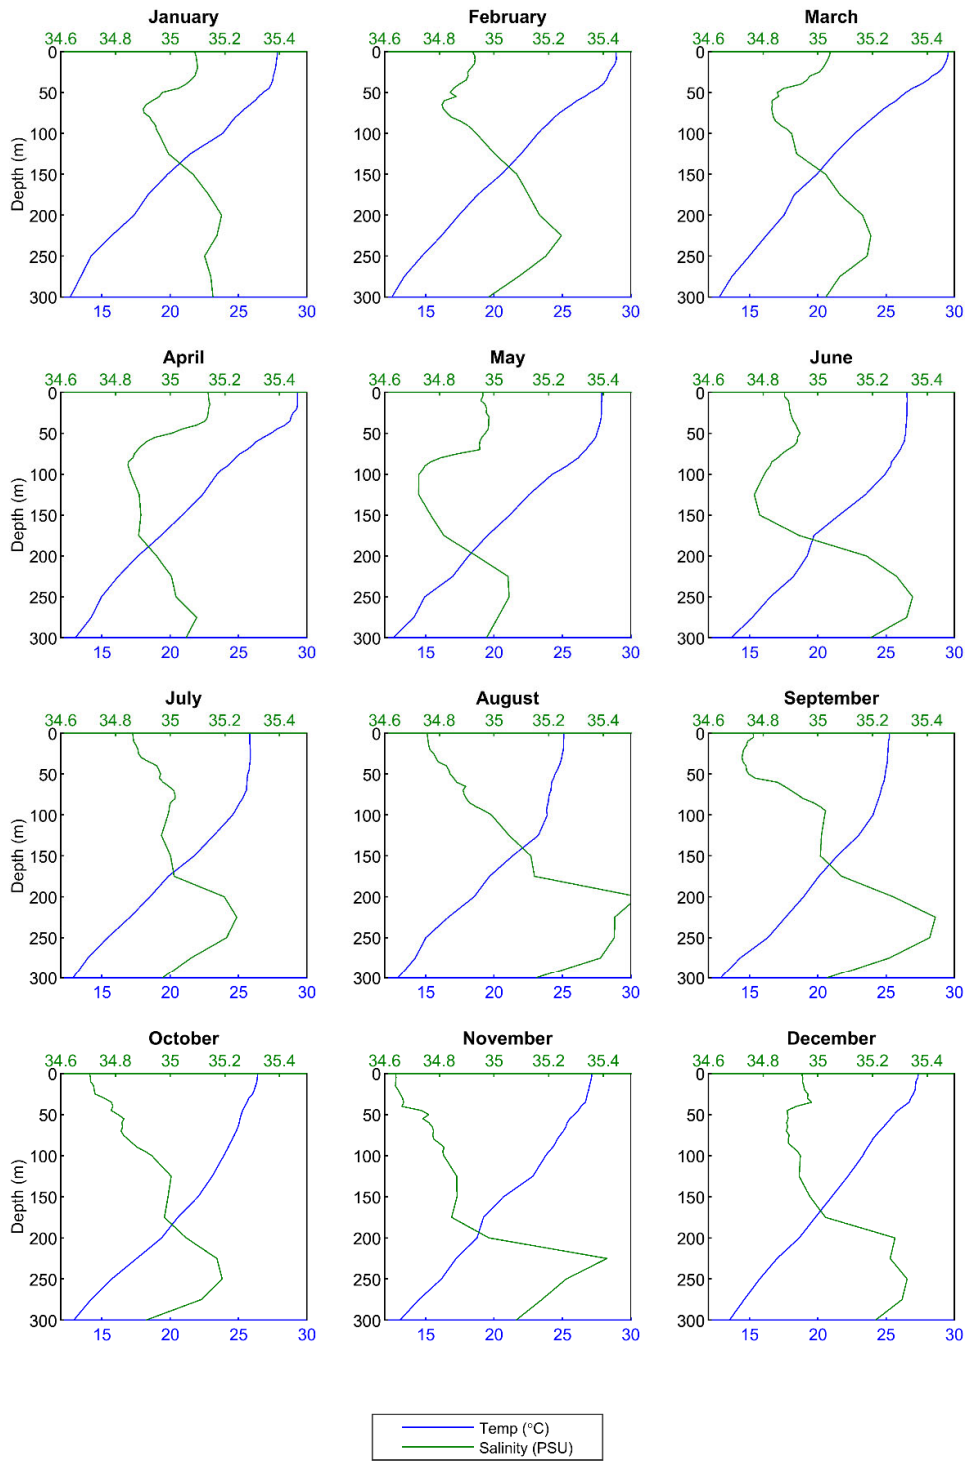 January February March
34.6 34.8 35 35.2 35.4 34.6 34.8 35 35.2 35.4 34.6 34.8 35 35.2 35.4
0 0 0
50 50 50
100 100 100
Depth (m)
150 150 150
200 200 200
250 250 250
300 300 300
15 20 25 30 15 20 25 30 15 20 25 30
April May June
34.6 34.8 35 35.2 35.4 34.6 34.8 35 35.2 35.4 34.6 34.8 35 35.2 35.4
0 0 0
50 50 50
100 100 100
Depth (m)
150 150 150
200 200 200
250 250 250
300 300 300
15 20 25 30 15 20 25 30 15 20 25 30
July August September
34.6 34.8 35 35.2 35.4 34.6 34.8 35 35.2 35.4 34.6 34.8 35 35.2 35.4
0 0 0
50 50 50
100 100 100
Depth (m)
150 150 150
200 200 200
250 250 250
300 300 300
15 20 25 30 15 20 25 30 15 20 25 30
October November December
34.6 34.8 35 35.2 35.4 34.6 34.8 35 35.2 35.4 34.6 34.8 35 35.2 35.4
0 0 0
50 50 50
100 100 100
Depth (m)
150 150 150
200 200 200
250 250 250
300 300 300
15 20 25 30 15 20 25 30 15 20 25 30
Temp (°C)
Salinity (PSU)